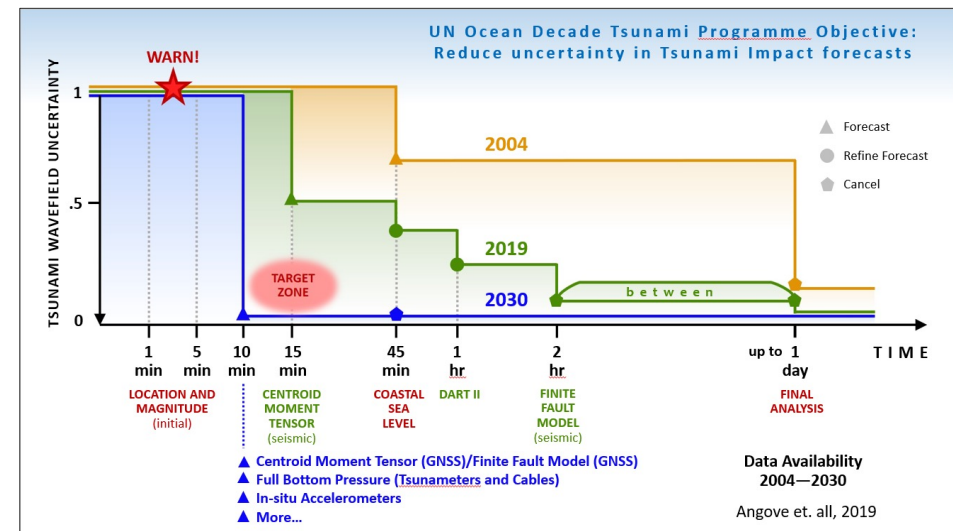 UN Ocean Decade Tsunami Programme Objective:
Reduce uncertainty in Tsunami Impact forecasts
WARN!
TSUNAMI WAVEFIELD UNCERTAINTY
1
.5
0
2004
2019
2030
TARGET
ZONE
between
Forecast
Refine Forecast
Cancel
1
min
5
min
10
min
15
min
45
min
1
hr
2
hr
up to 1
day
TIME
LOCATION AND
MAGNITUDE
(initial)
CENTROID
MOMENT
TENSOR
(seismic)
COASTAL
SEA
LEVEL
DART II
FINITE
FAULT
MODEL
(seismic)
FINAL
ANALYSIS
Centroid Moment Tensor (GNSS)/Finite Fault Model (GNSS)
Full Bottom Pressure (Tsunameters and Cables)
In-situ Accelerometers
More...
Data Availability
2004—2030
Angove et. all, 2019